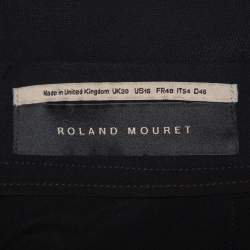 Made in United Kingdom UK20 US16 FR48 IT54 D46
ROLAND MOURET